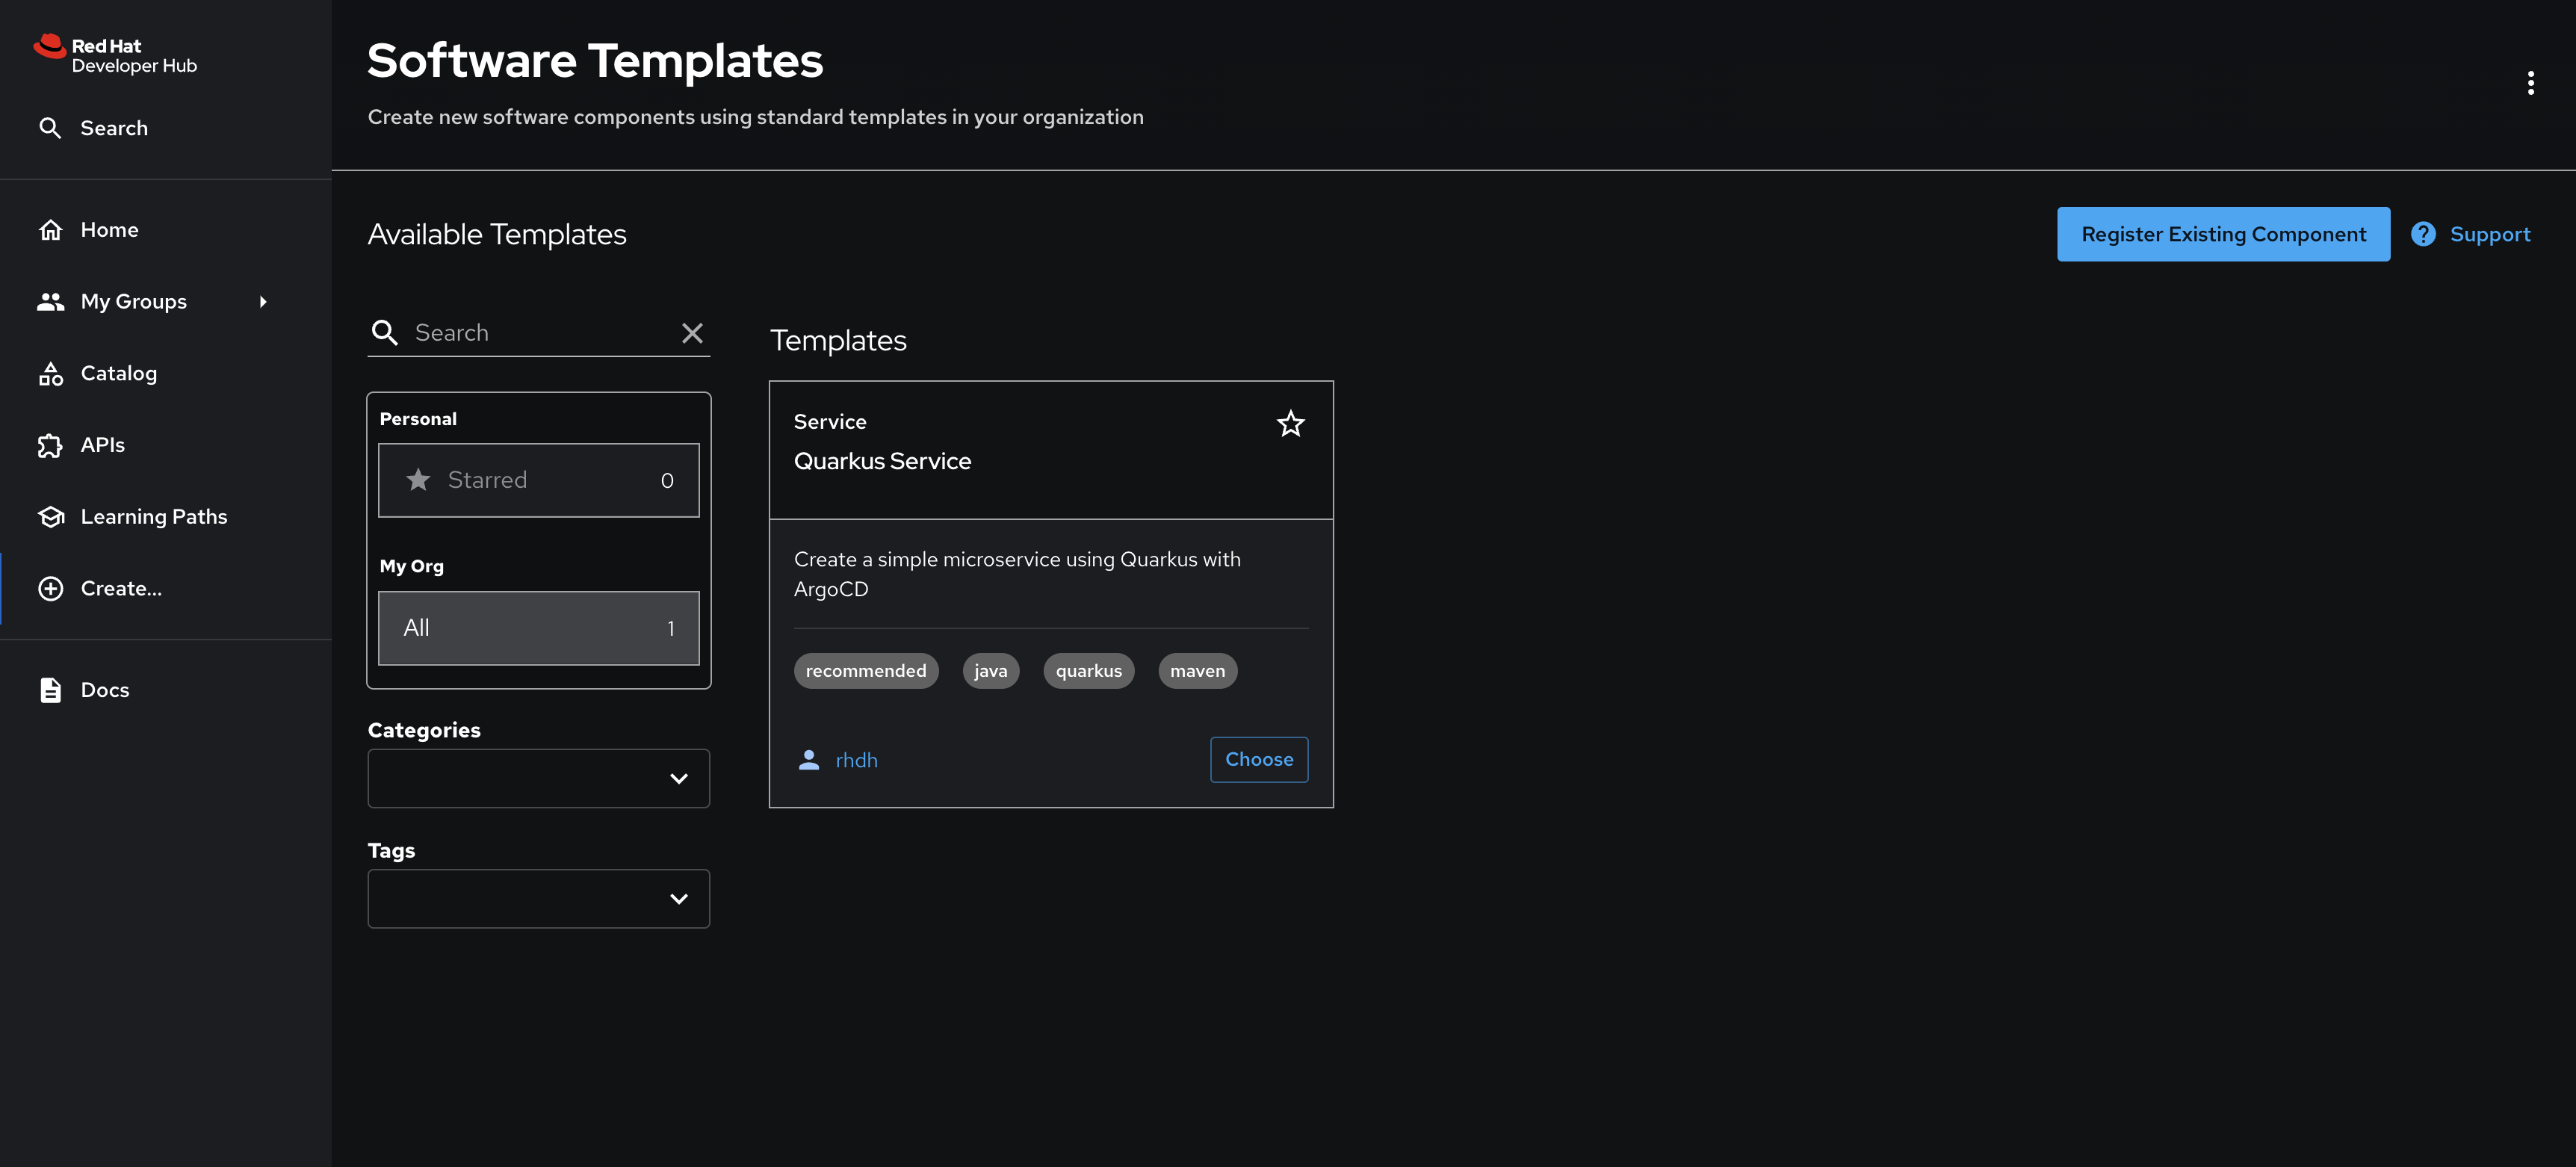 Red Hat
Developer Hub
Search
Home
My Groups
Catalog
APIs
Learning Paths
Create...
Docs
Software Templates
Create new software components using standard templates in your organization
Available Templates
Register Existing Component
Support
Search
Personal
Starred 0
My Org
All 1
Categories
Tags
Templates
Service
Quarkus Service
Create a simple microservice using Quarkus with
ArgoCD
recommended java quarkus maven
rhdh
Choose